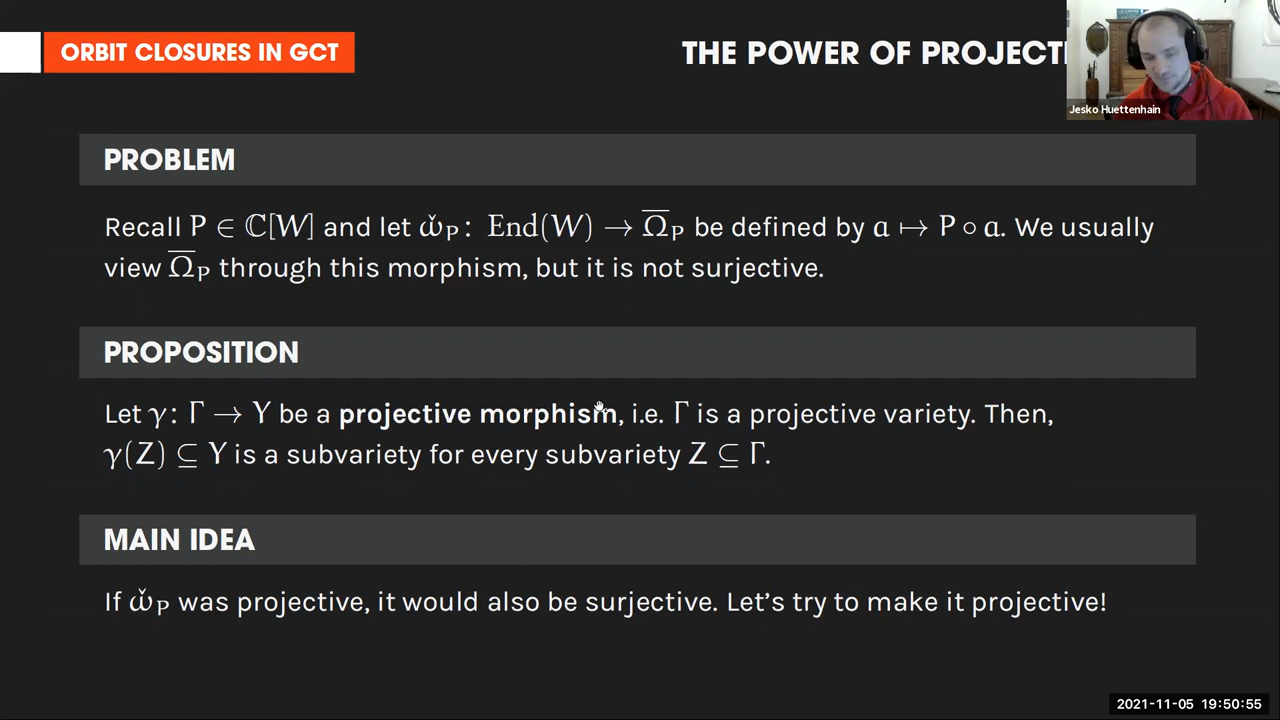 ORBIT CLOSURES IN GCT
THE POWER OF PROJECT
Jesko Huettenhain
PROBLEM
Recall P ∈ ℂ[W] and let ω̌_P : End(W) → Ω̅_P be defined by a ↦ P ∘ a. We usually
view Ω̅_P through this morphism, but it is not surjective.
PROPOSITION
Let γ: Γ → Y be a projective morphism, i.e. Γ is a projective variety. Then,
γ(Z) ⊆ Y is a subvariety for every subvariety Z ⊆ Γ.
MAIN IDEA
If ω̌_P was projective, it would also be surjective. Let's try to make it projective!
2021-11-05 19:50:55